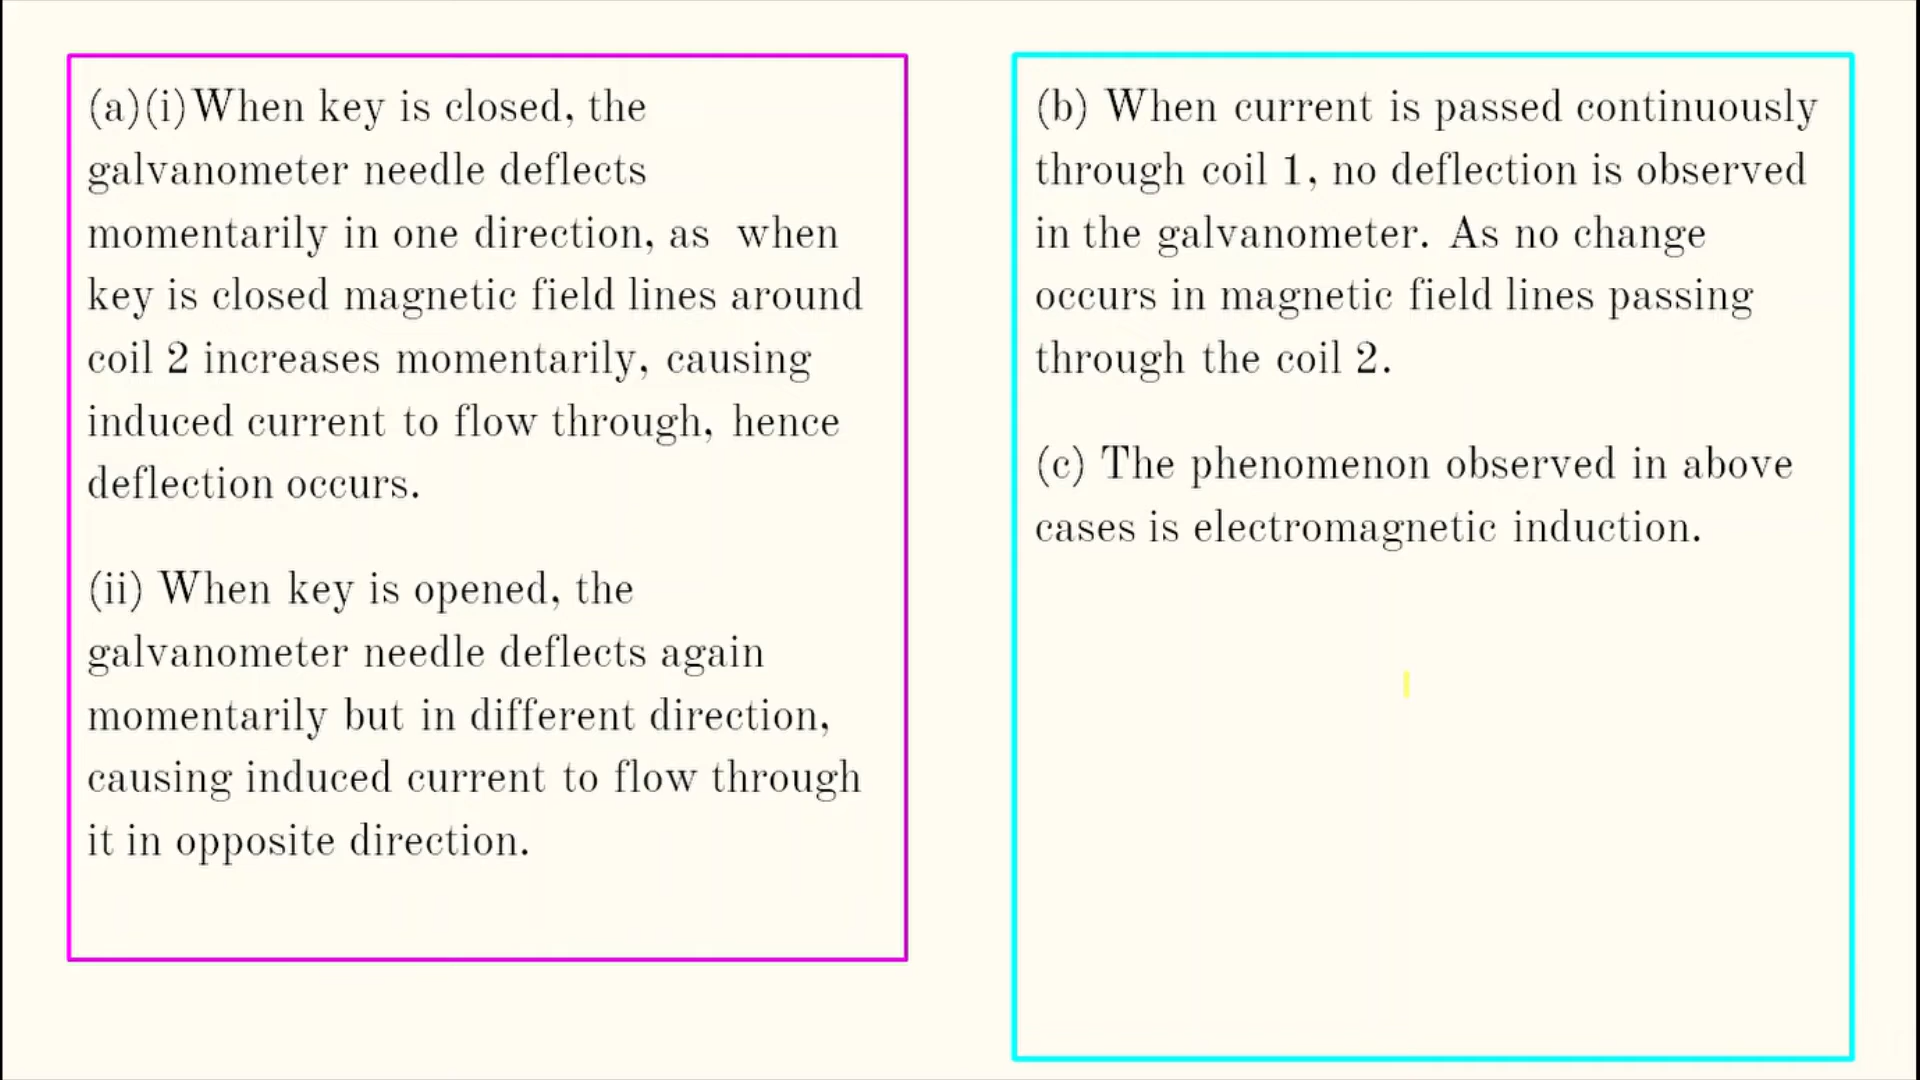 (a)(i)When key is closed, the
galvanometer needle deflects
momentarily in one direction, as  when
key is closed magnetic field lines around
coil 2 increases momentarily, causing
induced current to flow through, hence
deflection occurs.
(ii) When key is opened, the
galvanometer needle deflects again
momentarily but in different direction,
causing induced current to flow through
it in opposite direction.
(b) When current is passed continuously
through coil 1, no deflection is observed
in the galvanometer. As no change
occurs in magnetic field lines passing
through the coil 2.
(c) The phenomenon observed in above
cases is electromagnetic induction.